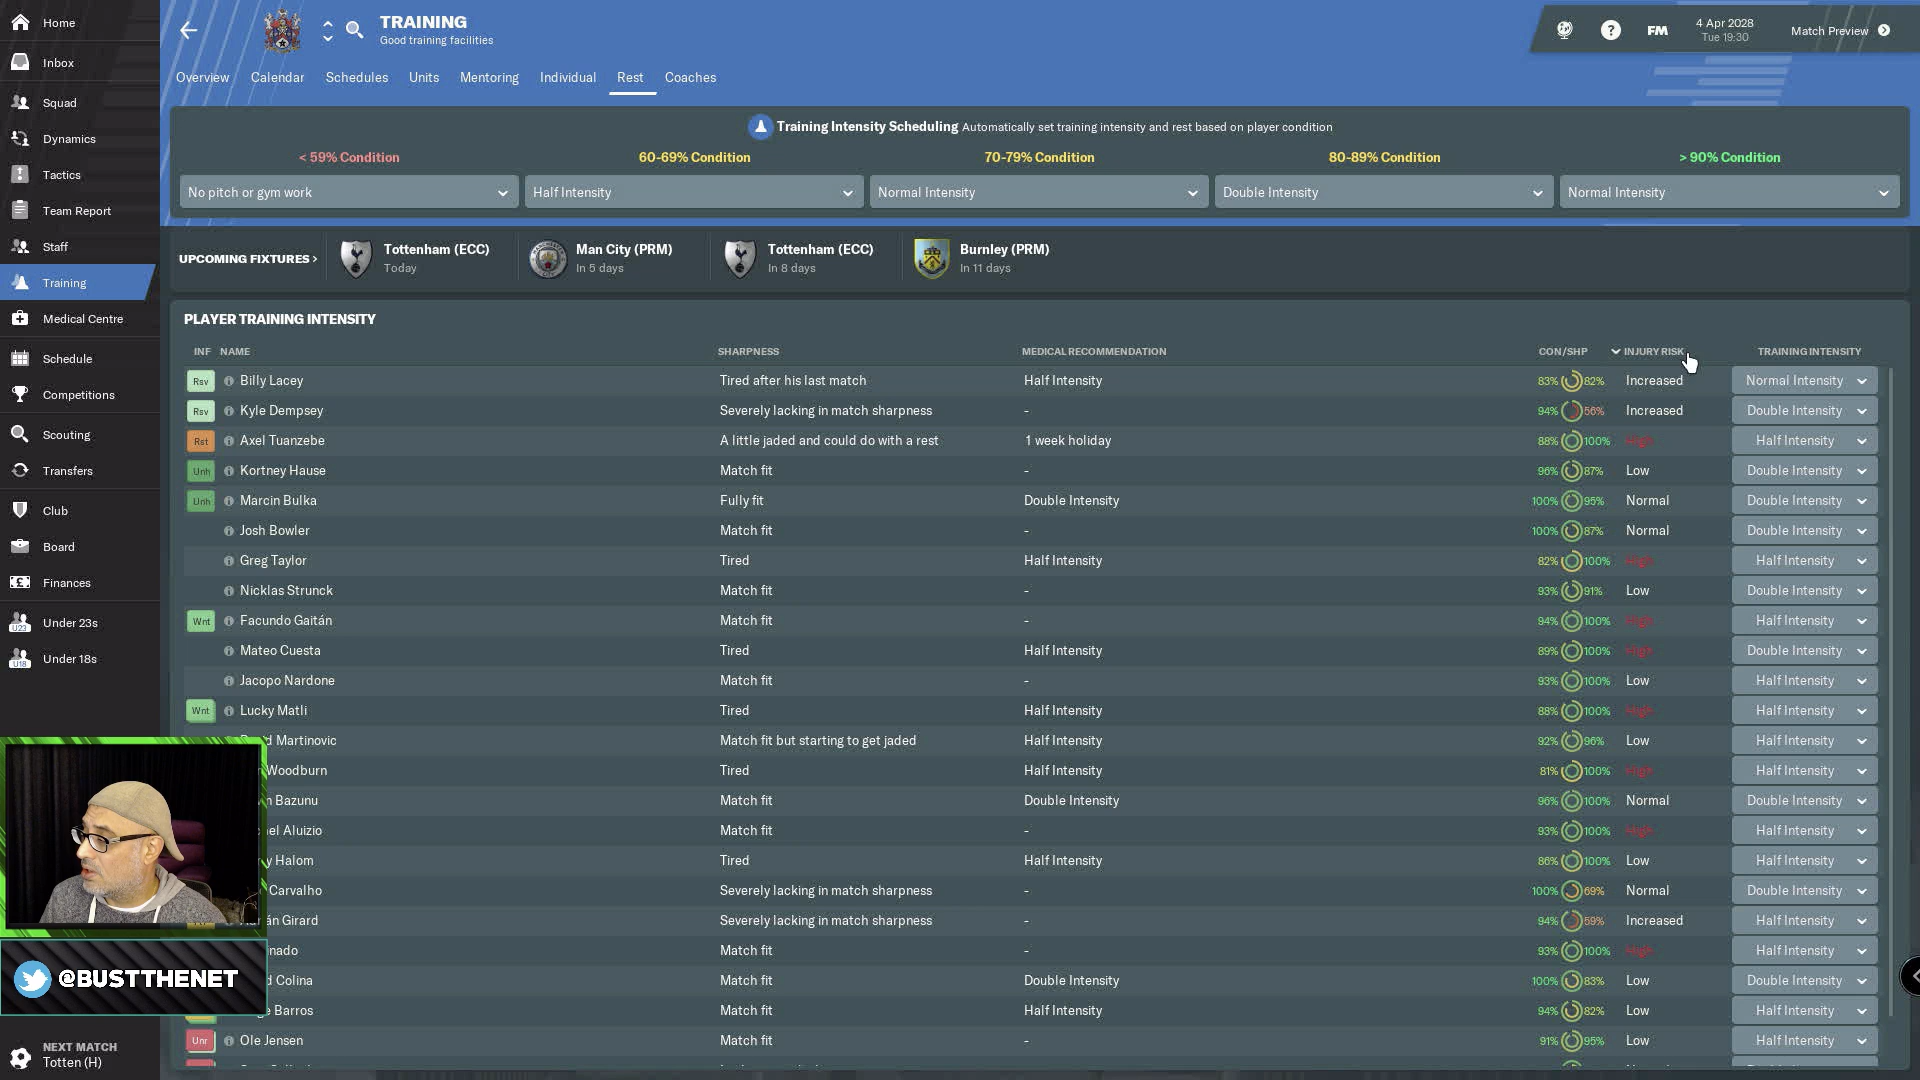 Home
Inbox
Squad
Dynamics
Tactics
Team Report
Staff
Training
Medical Centre
Schedule
Competitions
Scouting
Transfers
Club
Board
Finances
U23 Under 23s
U18 Under 18s
TRAINING
Good training facilities
? FM
4 Apr 2028
Tue 19:30
Match Preview
Overview Calendar Schedules Units Mentoring Individual Rest Coaches
Training Intensity Scheduling Automatically set training intensity and rest based on player condition
< 59% Condition 60-69% Condition 70-79% Condition 80-89% Condition > 90% Condition
No pitch or gym work Half Intensity Normal Intensity Double Intensity Normal Intensity
UPCOMING FIXTURES >
Tottenham (ECC)
Today
Man City (PRM)
In 5 days
Tottenham (ECC)
In 8 days
Burnley (PRM)
In 11 days
PLAYER TRAINING INTENSITY
INF NAME SHARPNESS MEDICAL RECOMMENDATION CON/SHP INJURY RISK TRAINING INTENSITY
Rsv Billy Lacey Tired after his last match Half Intensity 83% 82% Increased Normal Intensity
Rsv Kyle Dempsey Severely lacking in match sharpness - 94% 56% Increased Double Intensity
Rst Axel Tuanzebe A little jaded and could do with a rest 1 week holiday 88% 100% High Half Intensity
Unh Kortney Hause Match fit - 96% 87% Low Double Intensity
Unh Marcin Bulka Fully fit Double Intensity 100% 95% Normal Double Intensity
Josh Bowler Match fit - 100% 87% Normal Double Intensity
Greg Taylor Tired Half Intensity 82% 100% High Half Intensity
Nicklas Strunck Match fit - 93% 91% Low Double Intensity
Wnt Facundo Gaitán Match fit - 94% 100% High Half Intensity
Mateo Cuesta Tired Half Intensity 89% 100% High Double Intensity
Jacopo Nardone Match fit - 93% 100% Low Half Intensity
Wnt Lucky Matli Tired Half Intensity 88% 100% High Half Intensity
Martinovic Match fit but starting to get jaded Half Intensity 92% 96% Low Half Intensity
Woodburn Tired Half Intensity 81% 100% High Half Intensity
Bazunu Match fit Double Intensity 96% 100% Normal Double Intensity
Aluizio Match fit - 93% 100% High Half Intensity
Halom Tired Half Intensity 86% 100% Low Half Intensity
Carvalho Severely lacking in match sharpness - 100% 69% Normal Double Intensity
Girard Severely lacking in match sharpness - 94% 59% Increased Half Intensity
Match fit - 93% 100% High Half Intensity
Colina Match fit Double Intensity 100% 83% Low Double Intensity
Barros Match fit Half Intensity 94% 82% Low Half Intensity
Unr Ole Jensen Match fit - 91% 95% Low Half Intensity
@BUSTTHENET
NEXT MATCH
Totten (H)